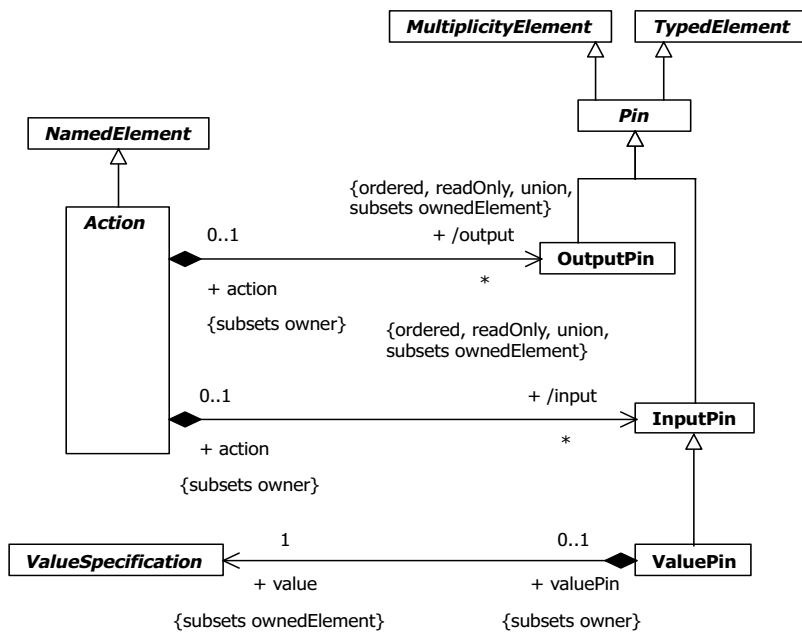 MultiplicityElement
TypedElement
Pin
NamedElement
{ordered, readOnly, union,
subsets ownedElement}
Action
0..1
+ /output
OutputPin
+ action
*
{subsets owner}
{ordered, readOnly, union,
subsets ownedElement}
0..1
+ /input
InputPin
+ action
*
{subsets owner}
1
0..1
ValueSpecification
ValuePin
+ value
+ valuePin
{subsets ownedElement}
{subsets owner}